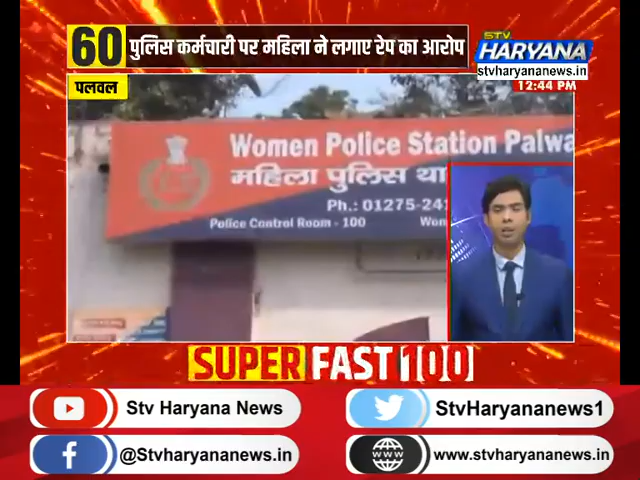 60 पुलिस कर्मचारी पर महिला ने लगाए रेप का आरोप
STV
HARYANA
stvharyananews.in
12:44 PM
पलवल
Women Police Station Palwa
महिला पुलिस था
Ph.: 01275-241
Police Control Room - 100 Wom
SUPER FAST 100
Stv Haryana News
StvHaryananews1
@Stvharyananews.in
www.stvharyananews.in